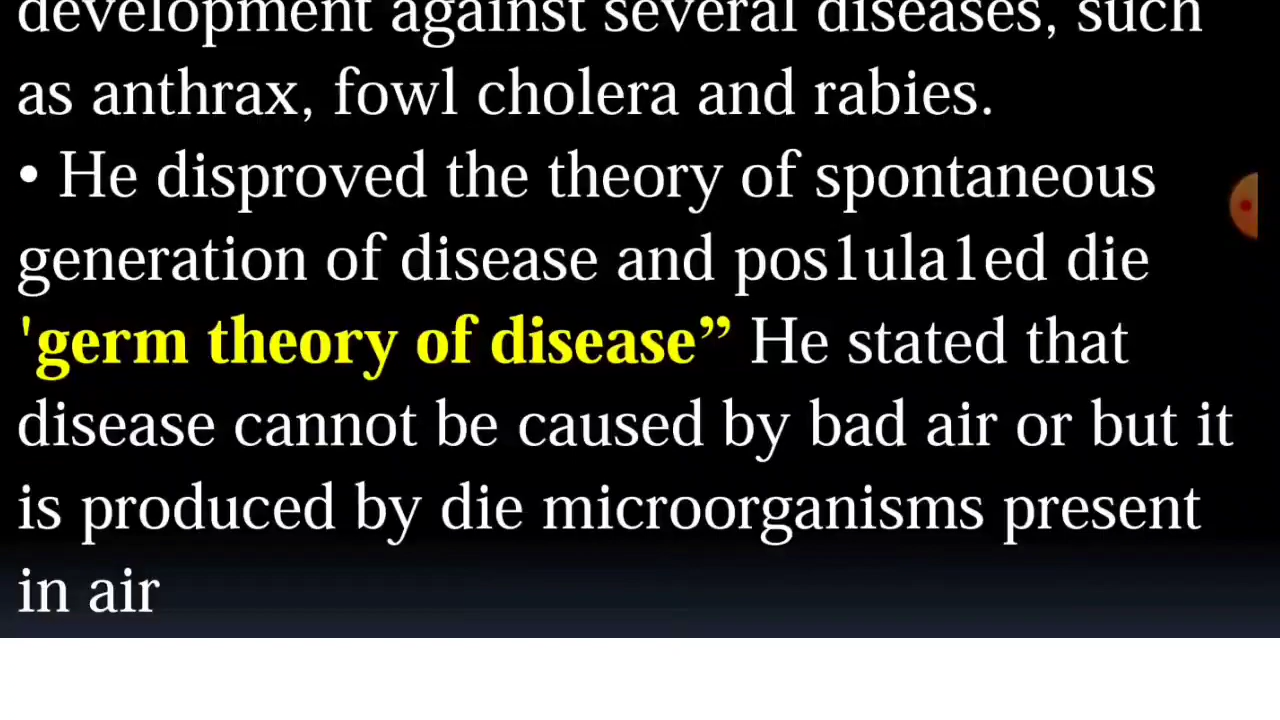 development against several diseases, such
as anthrax, fowl cholera and rabies.
• He disproved the theory of spontaneous
generation of disease and pos1ula1ed die
'germ theory of disease” He stated that
disease cannot be caused by bad air or but it
is produced by die microorganisms present
in air